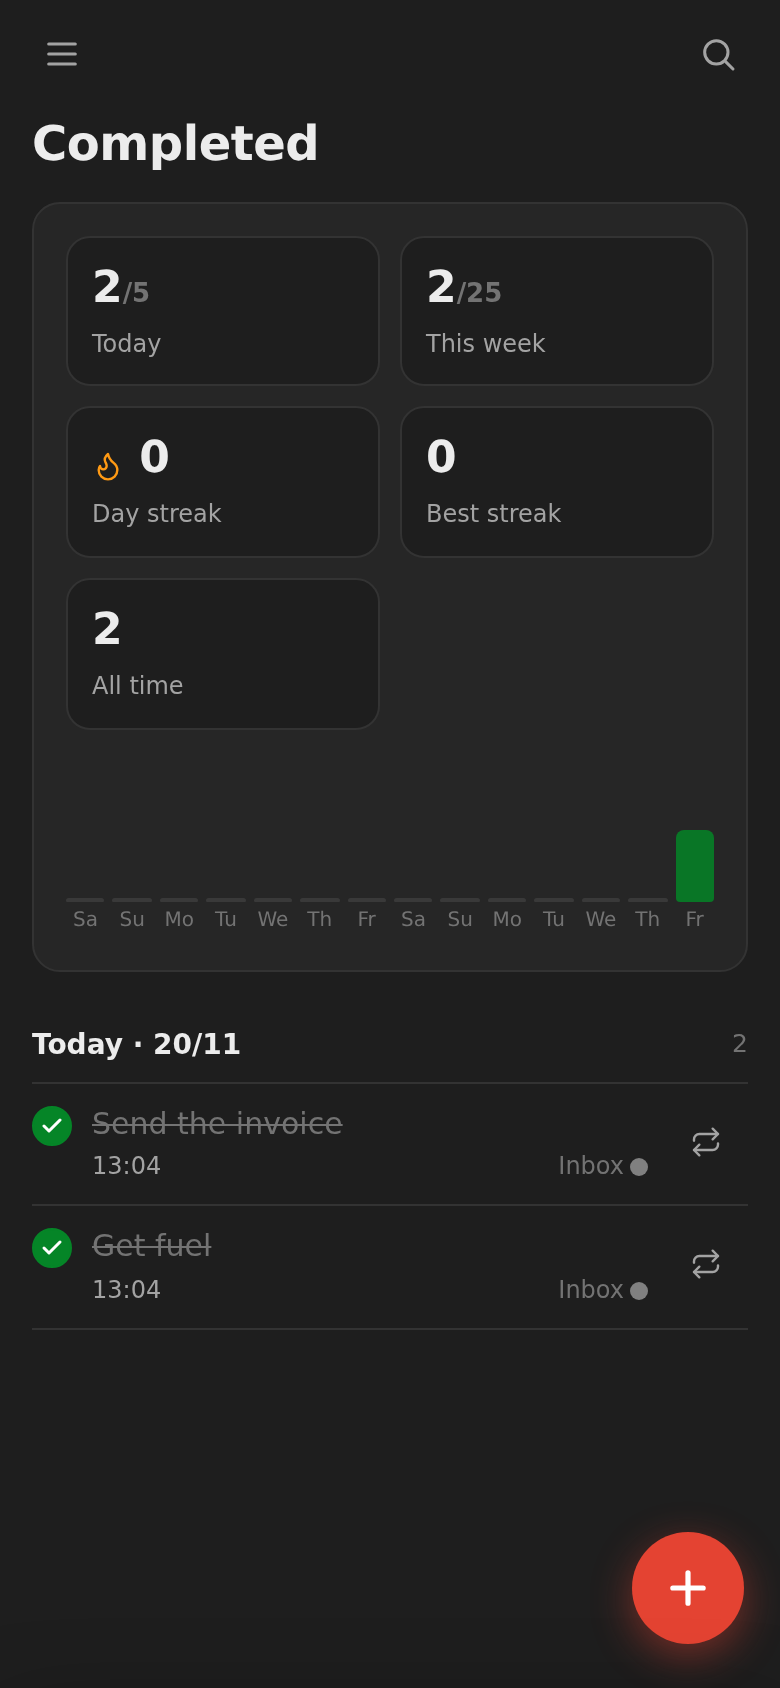 Completed
2/5
Today
2/25
This week
0
Day streak
0
Best streak
2
All time
Sa Su Mo Tu We Th Fr Sa Su Mo Tu We Th Fr
Today · 20/11 2
Send the invoice
13:04 Inbox
Get fuel
13:04 Inbox